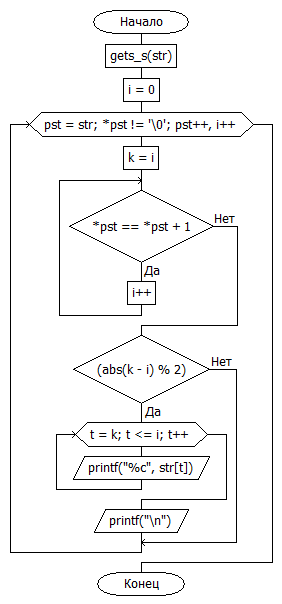 Начало
gets_s(str)
i = 0
pst = str; *pst != '\0'; pst++, i++
k = i
*pst == *pst + 1
Нет
Да
i++
(abs(k - i) % 2)
Нет
Да
t = k; t <= i; t++
printf("%c", str[t])
printf("\n")
Конец